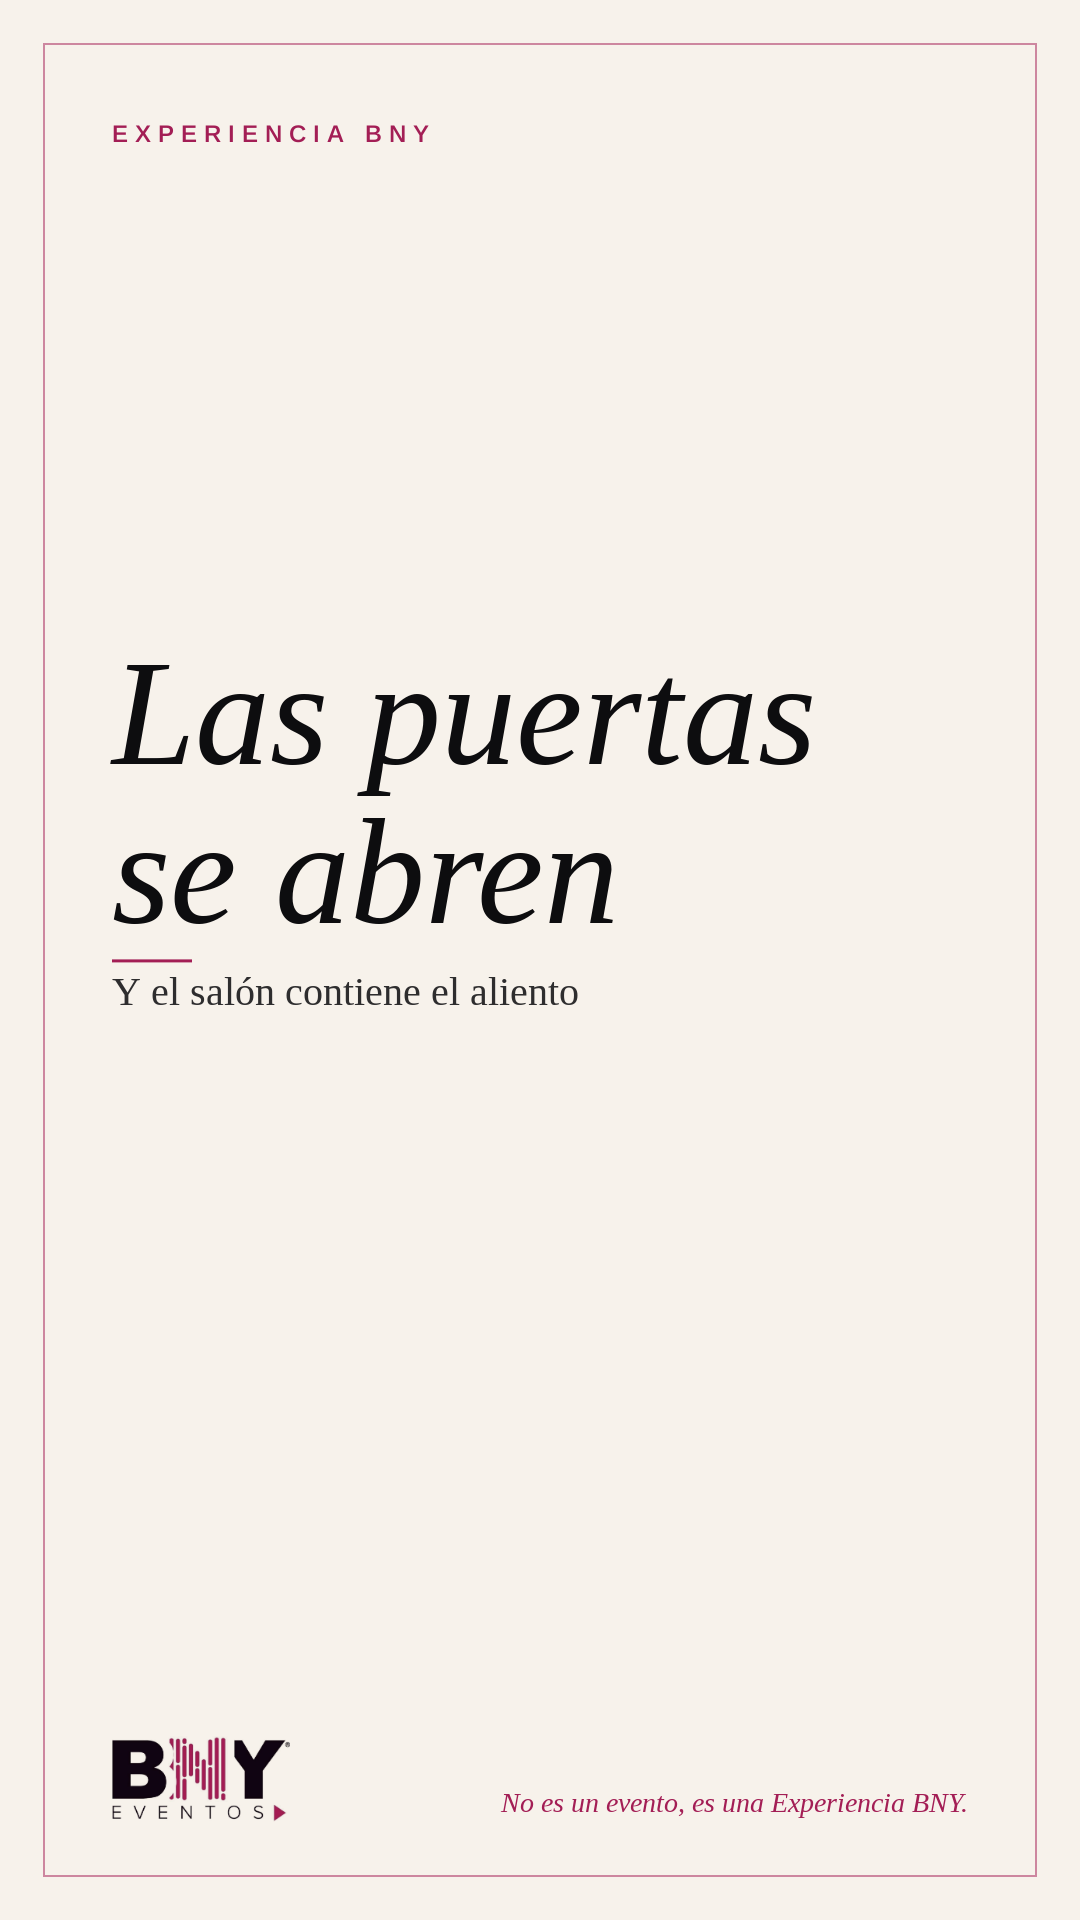 EXPERIENCIA BNY
Las puertas
se abren
Y el salón contiene el aliento
BNY®
EVENTOS
No es un evento, es una Experiencia BNY.